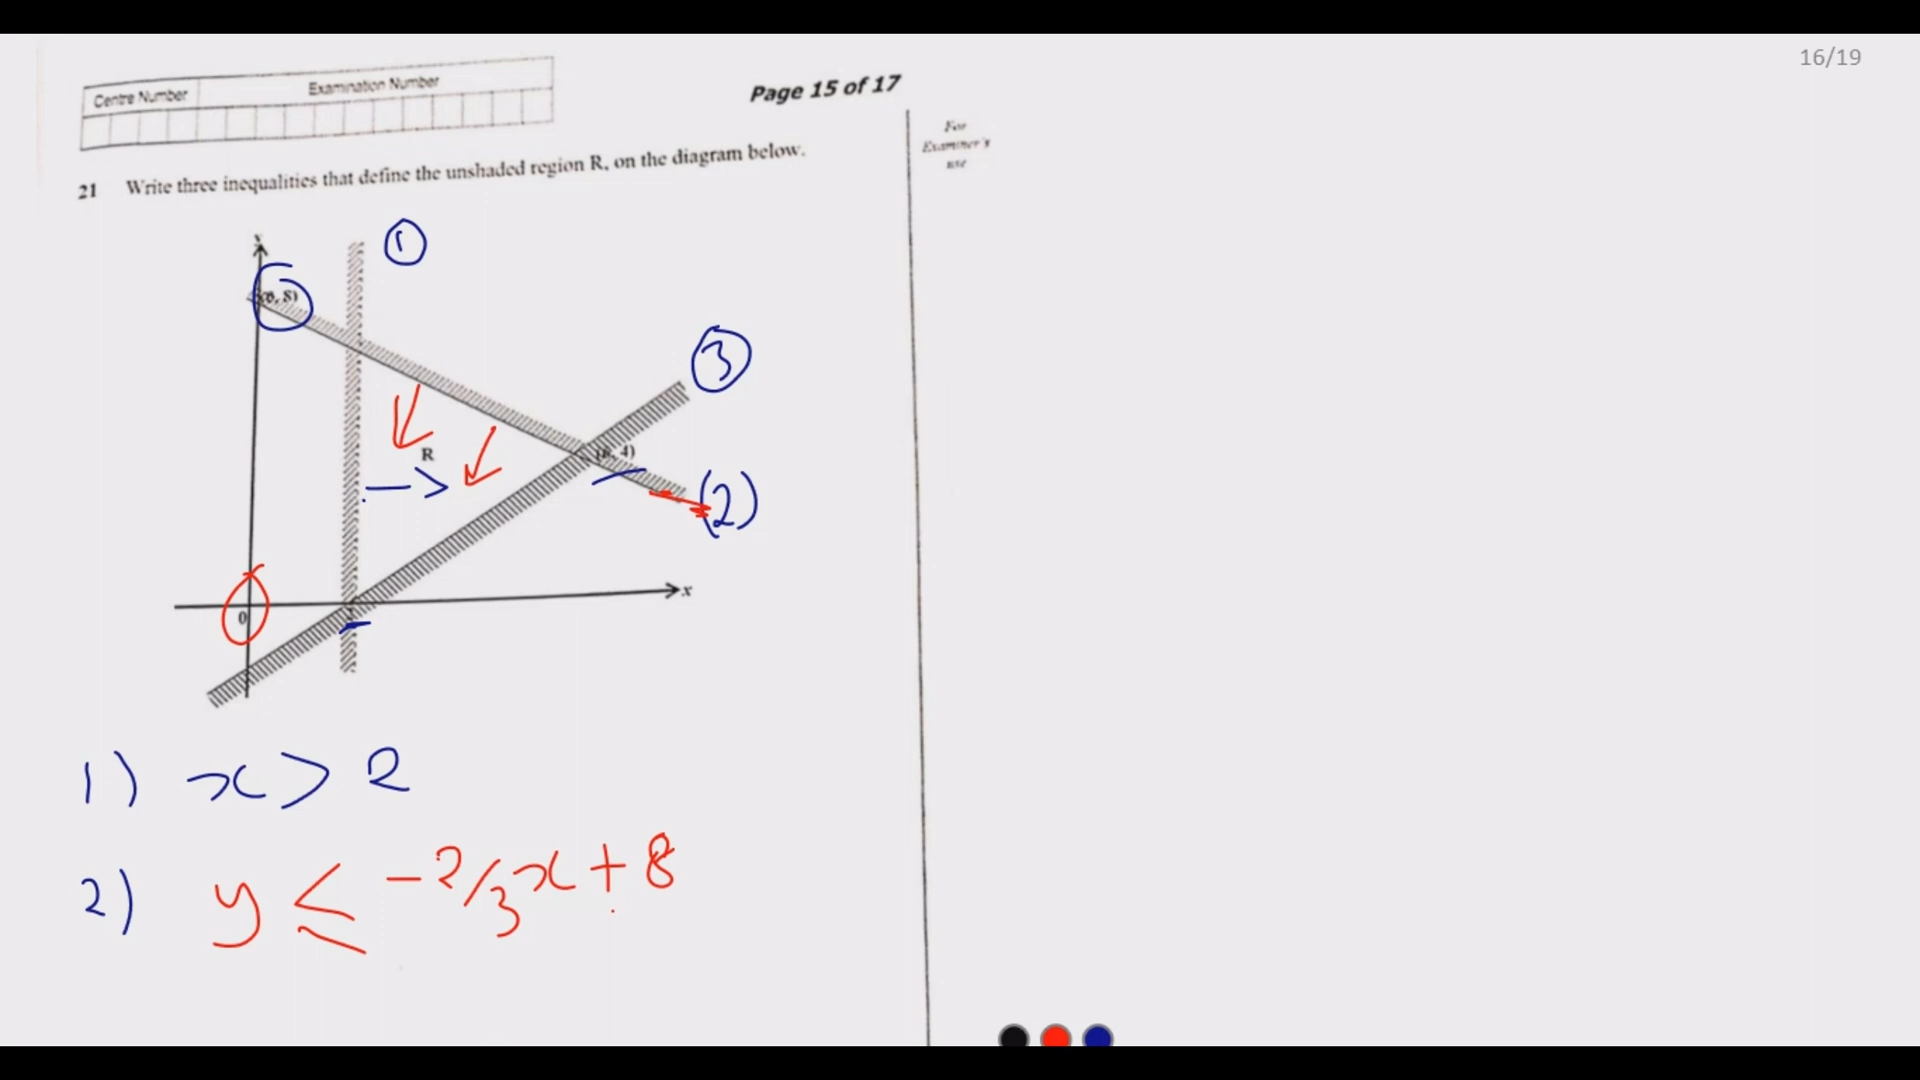 16/19
Centre Number
Examination Number
Page 15 of 17
For
Examiner's
use
21 Write three inequalities that define the unshaded region R, on the diagram below.
y
1
(0, 8)
3
R
(6, 4)
(2)
x
0
1) x > 2
2) y ≤ -2/3x + 8